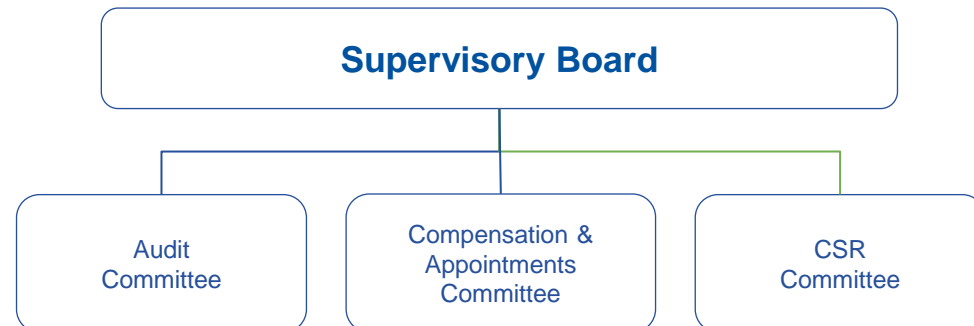 Supervisory Board
Audit
Committee
Compensation &
Appointments
Committee
CSR
Committee